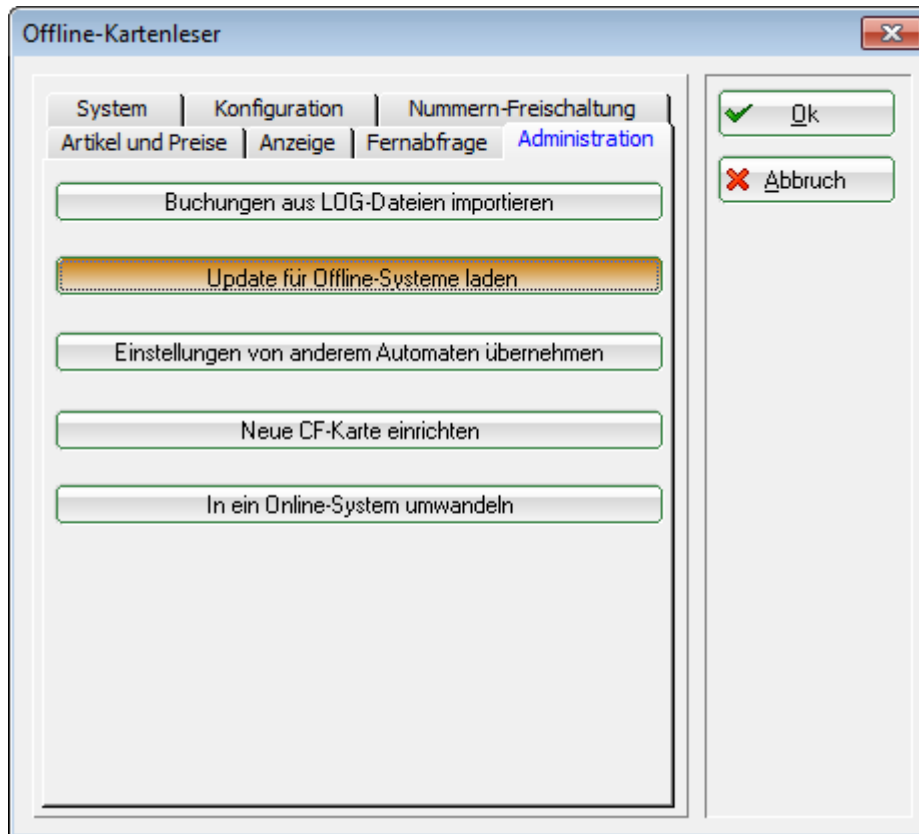 Offline-Kartenleser
System
Konfiguration
Nummern-Freischaltung
Artikel und Preise
Anzeige
Fernabfrage
Administration
Buchungen aus LOG-Dateien importieren
Update für Offline-Systeme laden
Einstellungen von anderem Automaten übernehmen
Neue CF-Karte einrichten
In ein Online-System umwandeln
Ok
Abbruch